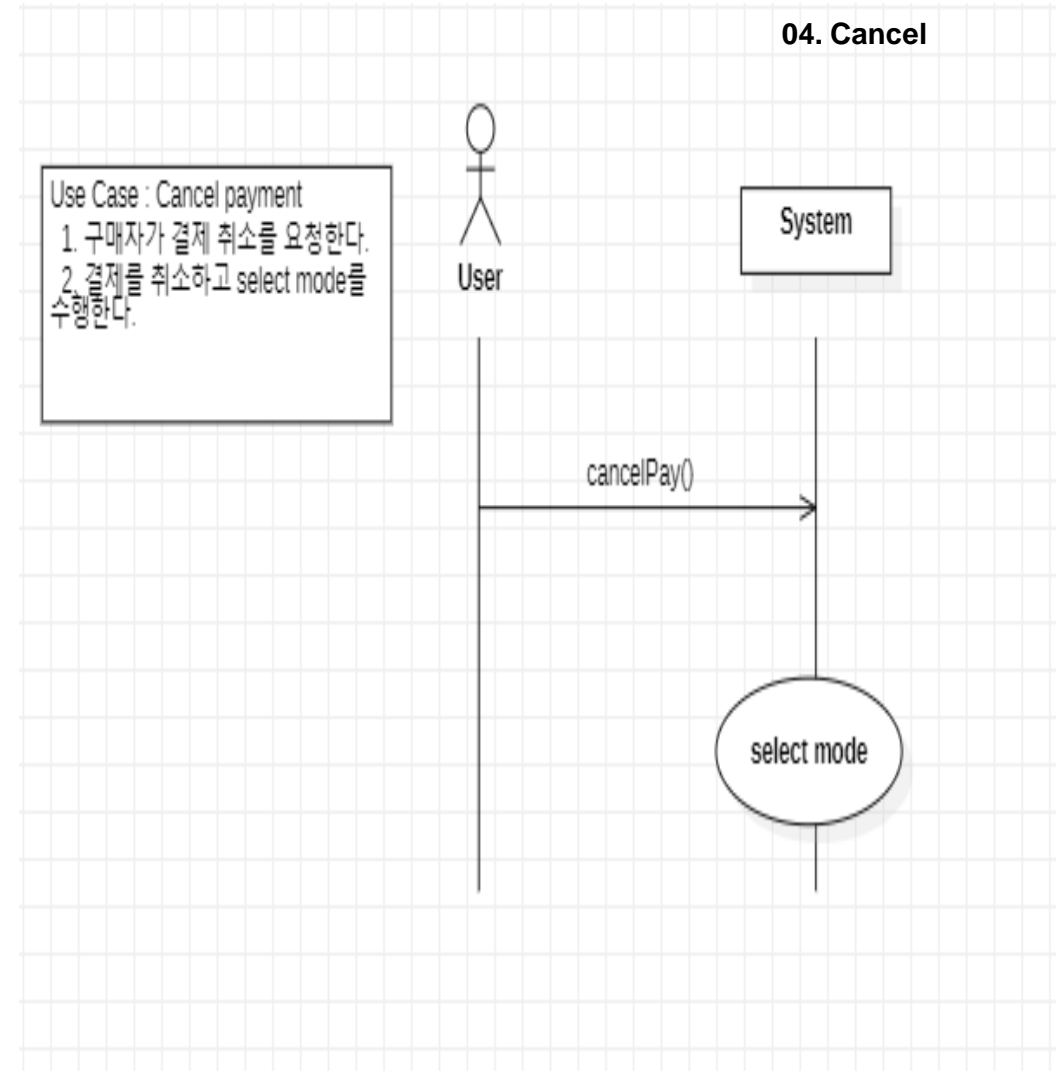 04. Cancel
Use Case : Cancel payment
1. 구매자가 결제 취소를 요청한다.
2. 결제를 취소하고 select mode를
수행한다.
User
System
cancelPay()
select mode